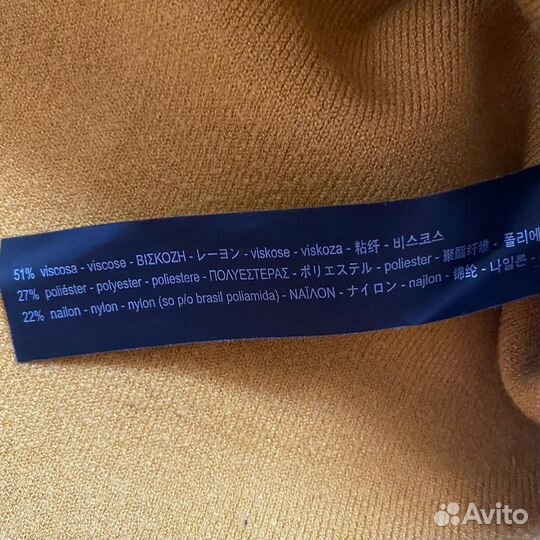 51% viscosa - viscose - ΒΙΣΚΟΖΗ - レーヨン - viskose - viskoza - 粘纤 - 비스코스
27% poliéster - polyester - poliestere - ΠΟΛΥΕΣΤΕΡΑΣ - ポリエステル - poliester - 聚酯纤维 - 폴리에
22% nailon - nylon - nylon (so p/o brasil poliamida) - ΝΑΪΛΟΝ - ナイロン - najlon - 锦纶 - 나일론 -
Avito